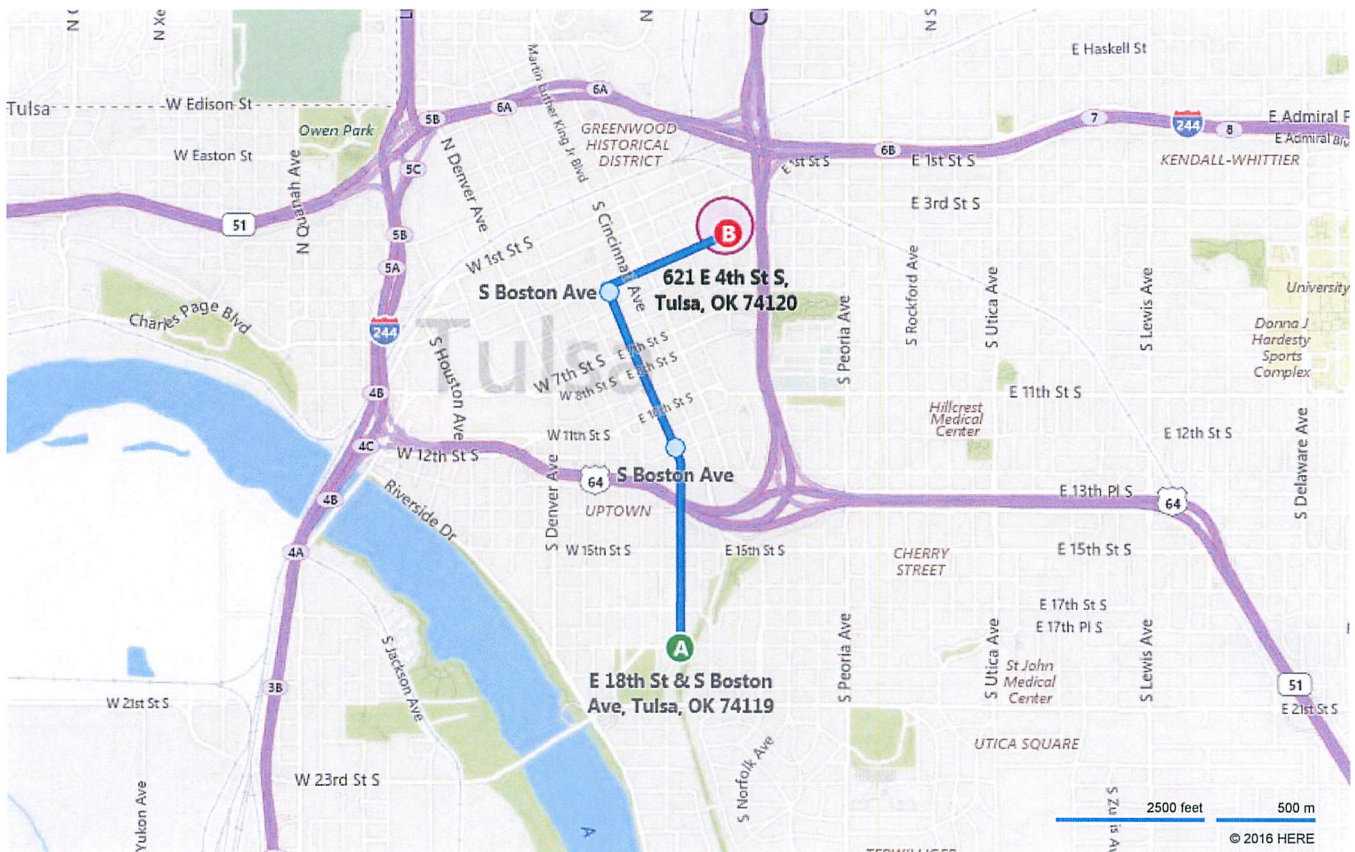 E Haskell St
Tulsa
W Edison St
6A
6A
5B
7
244
8
E Admiral
E Admiral
Owen Park
Martin Luther King Jr Blvd
GREENWOOD
HISTORICAL
DISTRICT
W Easton St
N Quanah Ave
5C
N Denver Ave
E 1st St S
6B
E 1st St S
KENDALL-WHITTIER
E 3rd St S
51
5B
5A
W 1st St S
S Cincinnati Ave
B
621 E 4th St S,
Tulsa, OK 74120
S Boston Ave
S Rockford Ave
S Utica Ave
S Lewis Ave
University
Charles Page Blvd
244
Tulsa
S Houston Ave
S Peoria Ave
Donna J
Hardesty
Sports
Complex
E 7th St S
W 7th St S
E 8th St S
W 8th St S
4B
E 10th St S
E 11th St S
Hillcrest
Medical
Center
W 11th St S
E 12th St S
4C
W 12th St S
S Denver Ave
64
S Boston Ave
S Delaware Ave
4B
Riverside Dr
UPTOWN
E 13th Pl S
64
4A
W 15th St S
E 15th St S
CHERRY
STREET
E 15th St S
E 17th St S
E 17th Pl S
S Jackson Ave
A
S Peoria Ave
S Utica Ave
St John
Medical
Center
S Lewis Ave
3B
E 18th St & S Boston
Ave, Tulsa, OK 74119
51
W 21st St S
E 21st S S
UTICA SQUARE
W 23rd St S
S Norfolk Ave
Yukon Ave
A
2500 feet
500 m
© 2016 HERE